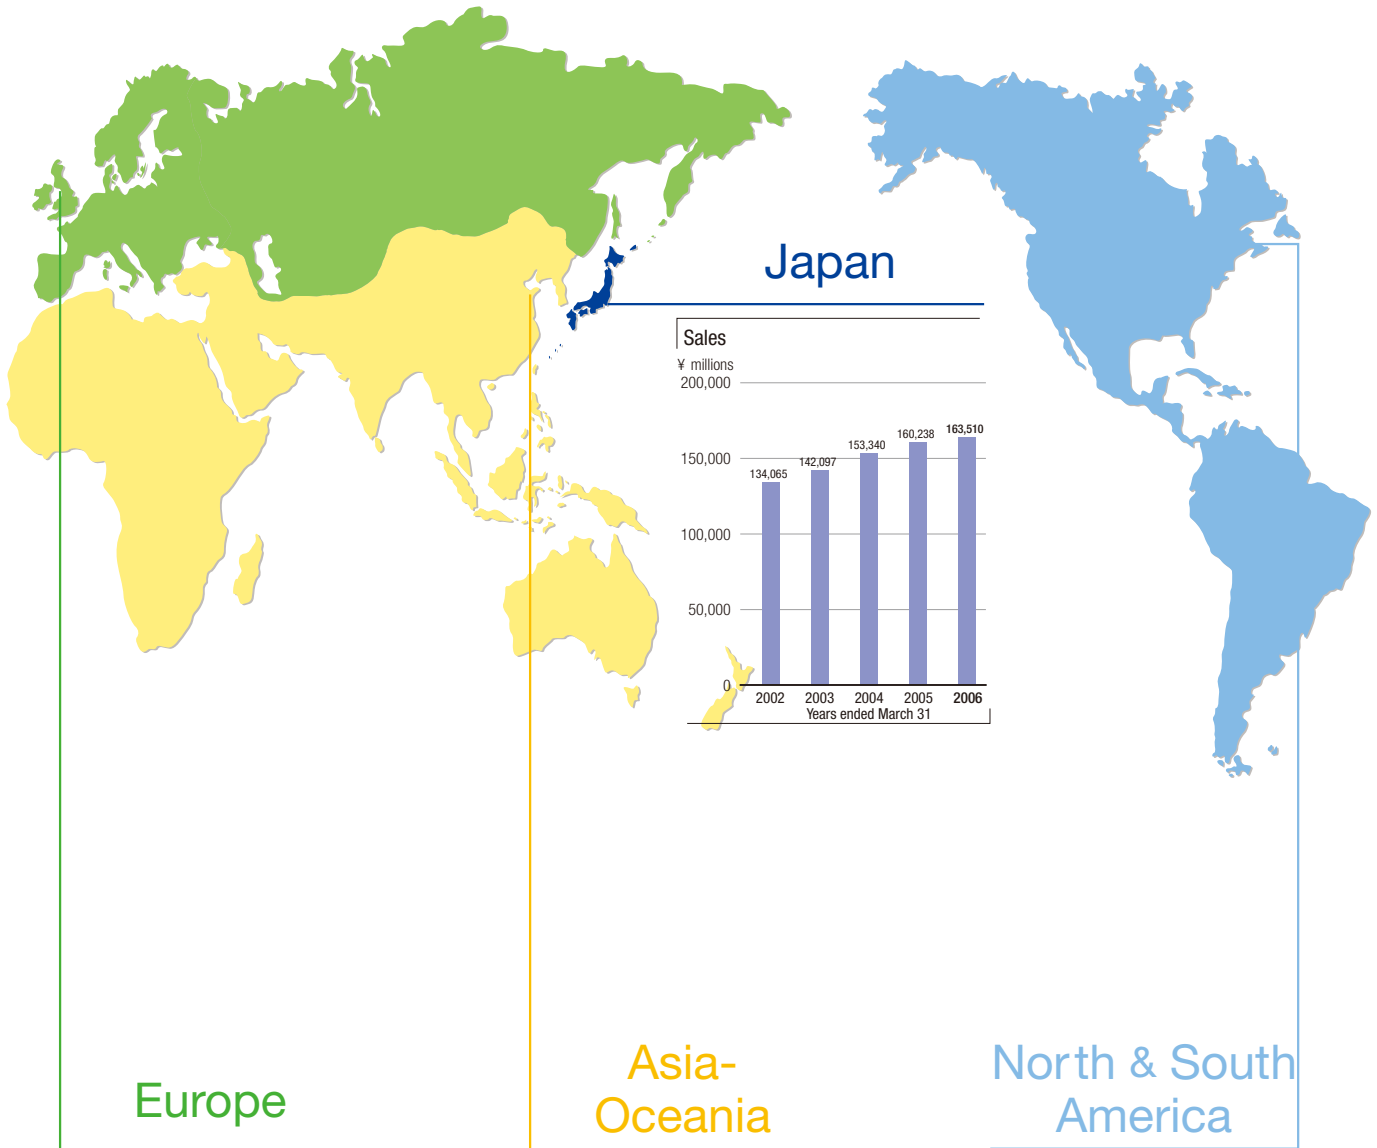 Japan
Sales
¥ millions
200,000
150,000
100,000
50,000
0
134,065
142,097
153,340
160,238
163,510
2002 2003 2004 2005 2006
Years ended March 31
Europe
Asia-
Oceania
North & South
America